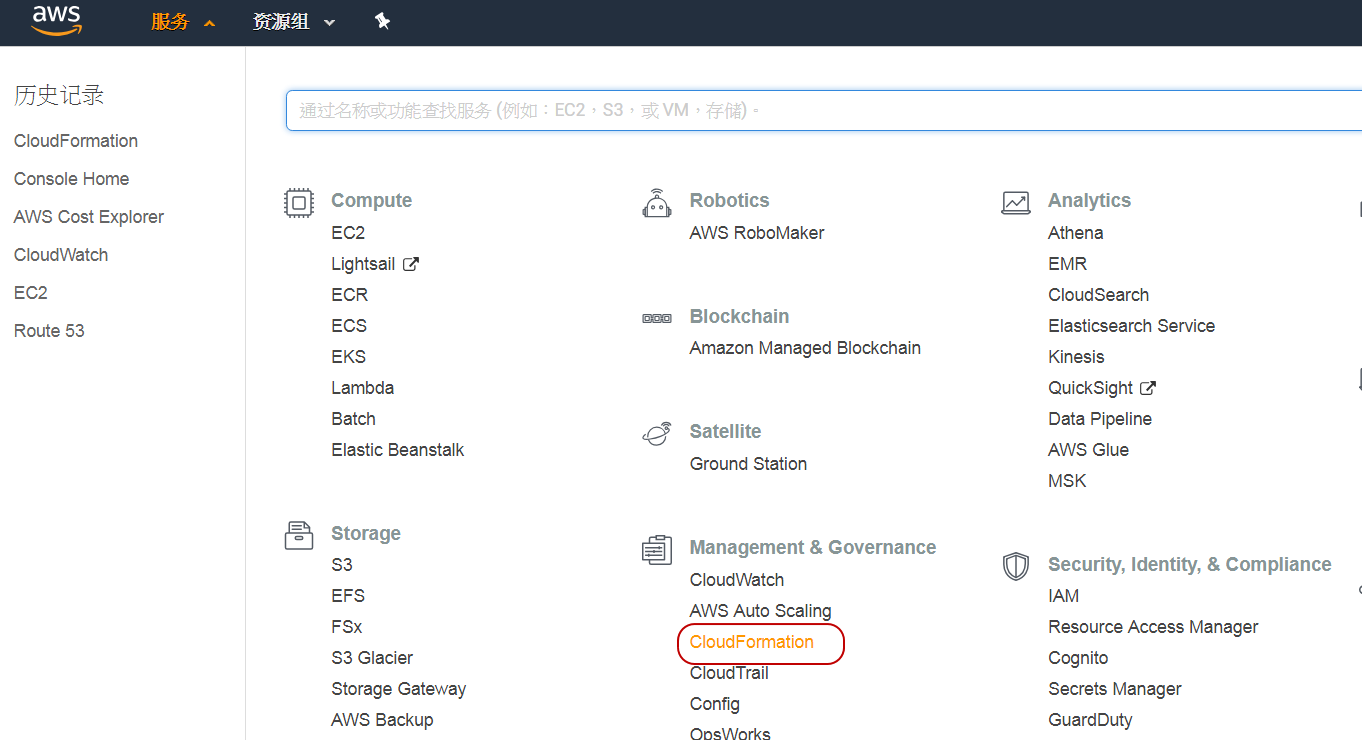 aws
服务
资源组
历史记录
CloudFormation
Console Home
AWS Cost Explorer
CloudWatch
EC2
Route 53
通过名称或功能查找服务 (例如：EC2，S3，或 VM，存储)。
Compute
EC2
Lightsail
ECR
ECS
EKS
Lambda
Batch
Elastic Beanstalk
Storage
S3
EFS
FSx
S3 Glacier
Storage Gateway
AWS Backup
Robotics
AWS RoboMaker
Blockchain
Amazon Managed Blockchain
Satellite
Ground Station
Management & Governance
CloudWatch
AWS Auto Scaling
CloudFormation
CloudTrail
Config
OpsWorks
Analytics
Athena
EMR
CloudSearch
Elasticsearch Service
Kinesis
QuickSight
Data Pipeline
AWS Glue
MSK
Security, Identity, & Compliance
IAM
Resource Access Manager
Cognito
Secrets Manager
GuardDuty